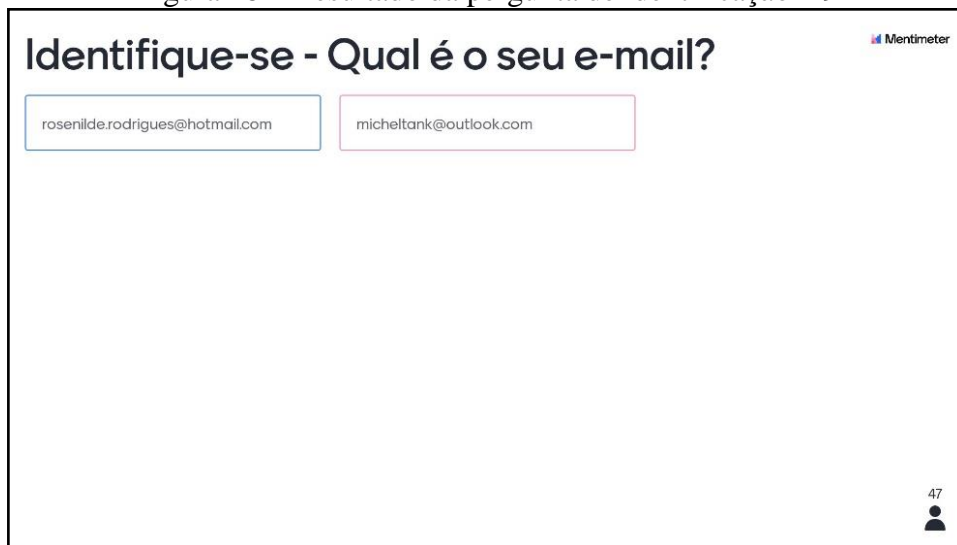 Identifique-se - Qual é o seu e-mail?
Mentimeter
rosenilde.rodrigues@hotmail.com
micheltank@outlook.com
47